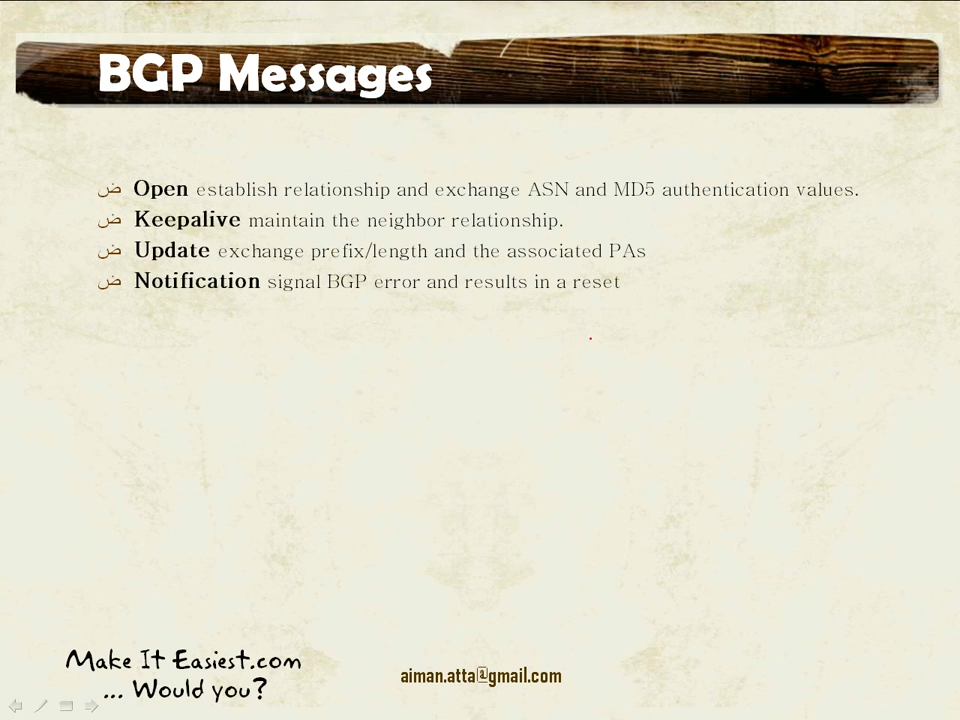 BGP Messages
ض Open establish relationship and exchange ASN and MD5 authentication values.
ض Keepalive maintain the neighbor relationship.
ض Update exchange prefix/length and the associated PAs
ض Notification signal BGP error and results in a reset
Make It Easiest.com
... Would you?
aiman.atta@gmail.com